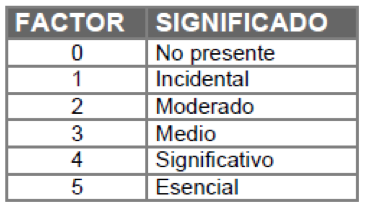 FACTOR SIGNIFICADO
0 No presente
1 Incidental
2 Moderado
3 Medio
4 Significativo
5 Esencial